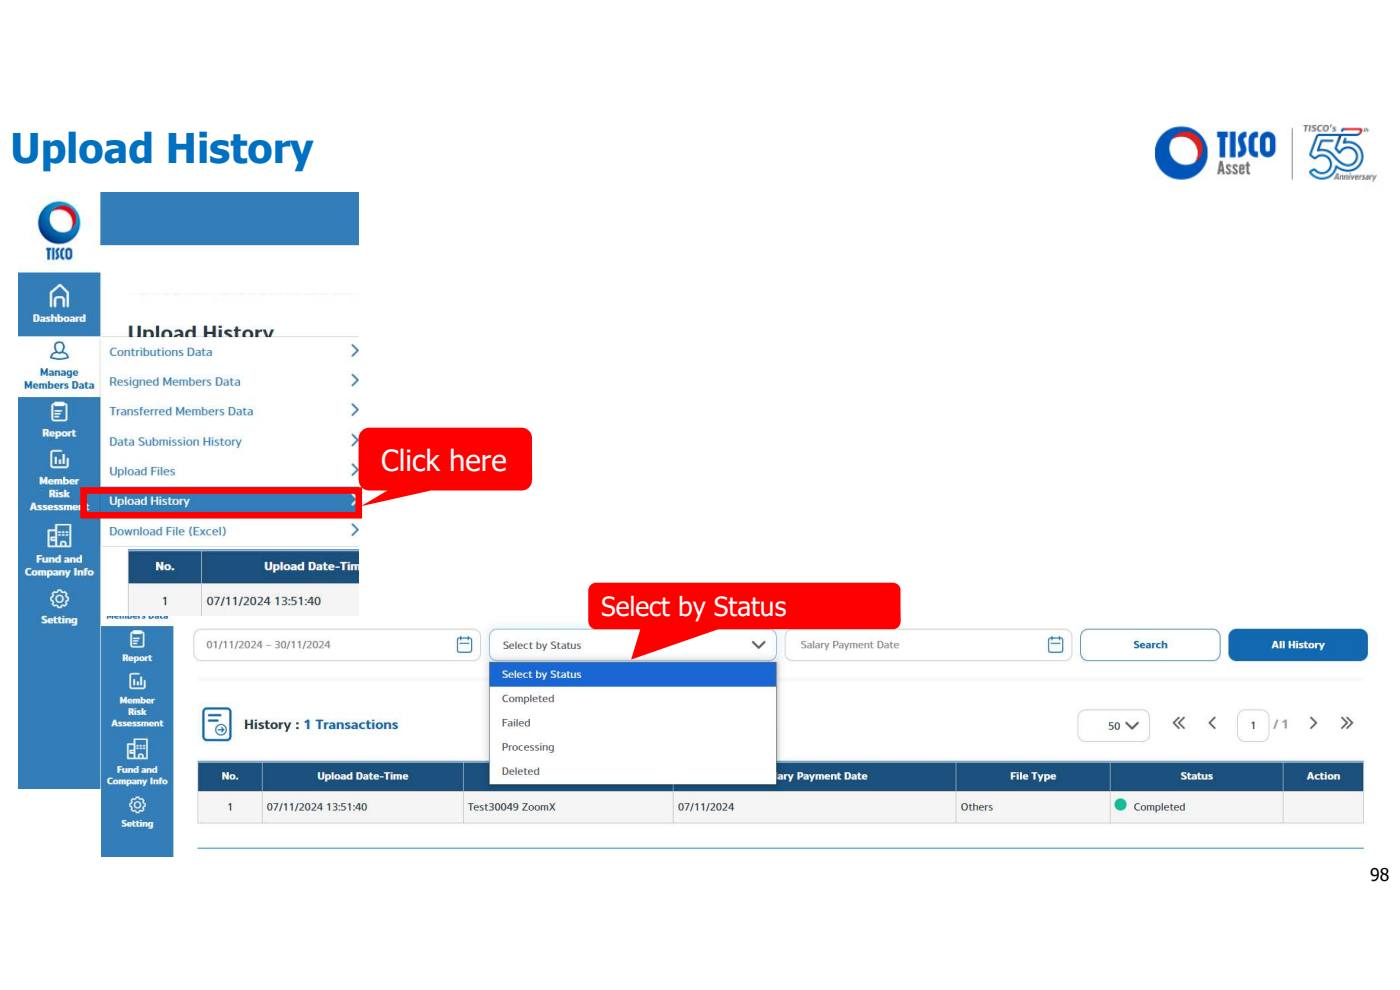 Upload History
TISCO
Asset
TISCO's
th
55
Anniversary
TISCO
Dashboard
Manage
Members Data
Report
Member
Risk
Assessment
Fund and
Company Info
Setting
Upload History
Contributions Data
Resigned Members Data
Transferred Members Data
Data Submission History
Upload Files
Upload History
Download File (Excel)
Click here
No. Upload Date-Tim
1 07/11/2024 13:51:40
Select by Status
Members Data
Report
Member
Risk
Assessment
Fund and
Company Info
Setting
01/11/2024 – 30/11/2024 Select by Status Salary Payment Date Search All History
Select by Status
Completed
Failed
Processing
Deleted
History : 1 Transactions 50 1 / 1
No. Upload Date-Time ary Payment Date File Type Status Action
1 07/11/2024 13:51:40 Test30049 ZoomX 07/11/2024 Others Completed
98